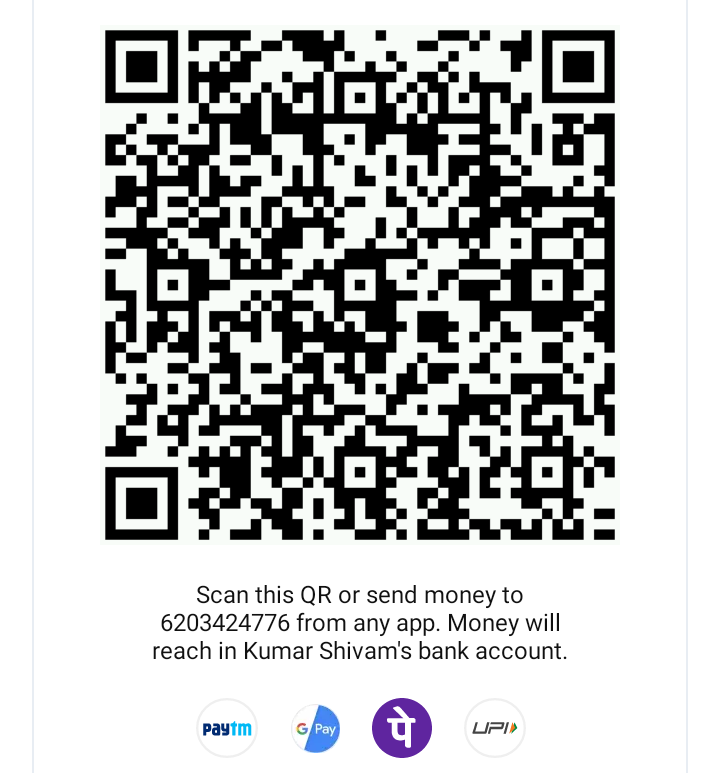 Scan this QR or send money to
6203424776 from any app. Money will
reach in Kumar Shivam's bank account.
paytm G Pay पे UPI